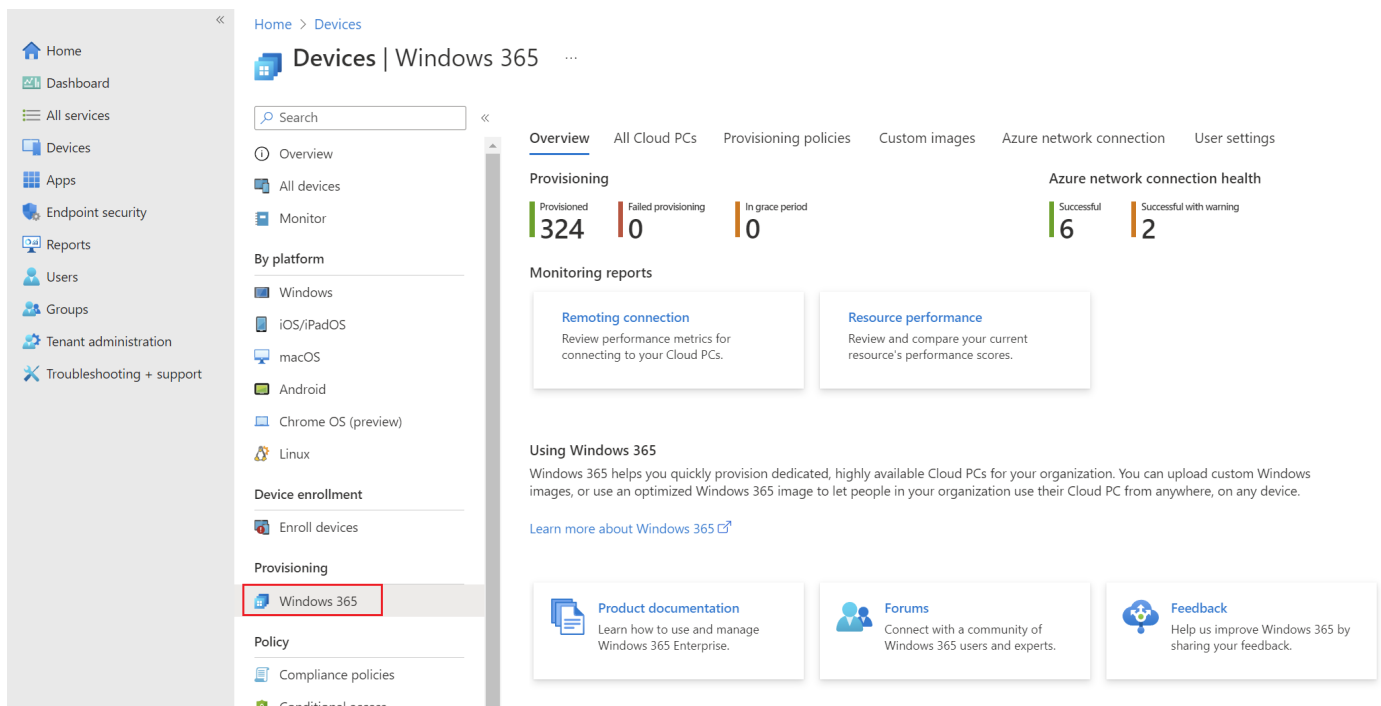 «
Home
Dashboard
All services
Devices
Apps
Endpoint security
Reports
Users
Groups
Tenant administration
Troubleshooting + support
Home > Devices
Devices | Windows 365 ...
Search «
Overview
All devices
Monitor
By platform
Windows
iOS/iPadOS
macOS
Android
Chrome OS (preview)
Linux
Device enrollment
Enroll devices
Provisioning
Windows 365
Policy
Compliance policies
Conditional access
Overview All Cloud PCs Provisioning policies Custom images Azure network connection User settings
Provisioning
Provisioned Failed provisioning In grace period
324 0 0
Azure network connection health
Successful Successful with warning
6 2
Monitoring reports
Remoting connection
Review performance metrics for
connecting to your Cloud PCs.
Resource performance
Review and compare your current
resource's performance scores.
Using Windows 365
Windows 365 helps you quickly provision dedicated, highly available Cloud PCs for your organization. You can upload custom Windows
images, or use an optimized Windows 365 image to let people in your organization use their Cloud PC from anywhere, on any device.
Learn more about Windows 365
Product documentation
Learn how to use and manage
Windows 365 Enterprise.
Forums
Connect with a community of
Windows 365 users and experts.
Feedback
Help us improve Windows 365 by
sharing your feedback.